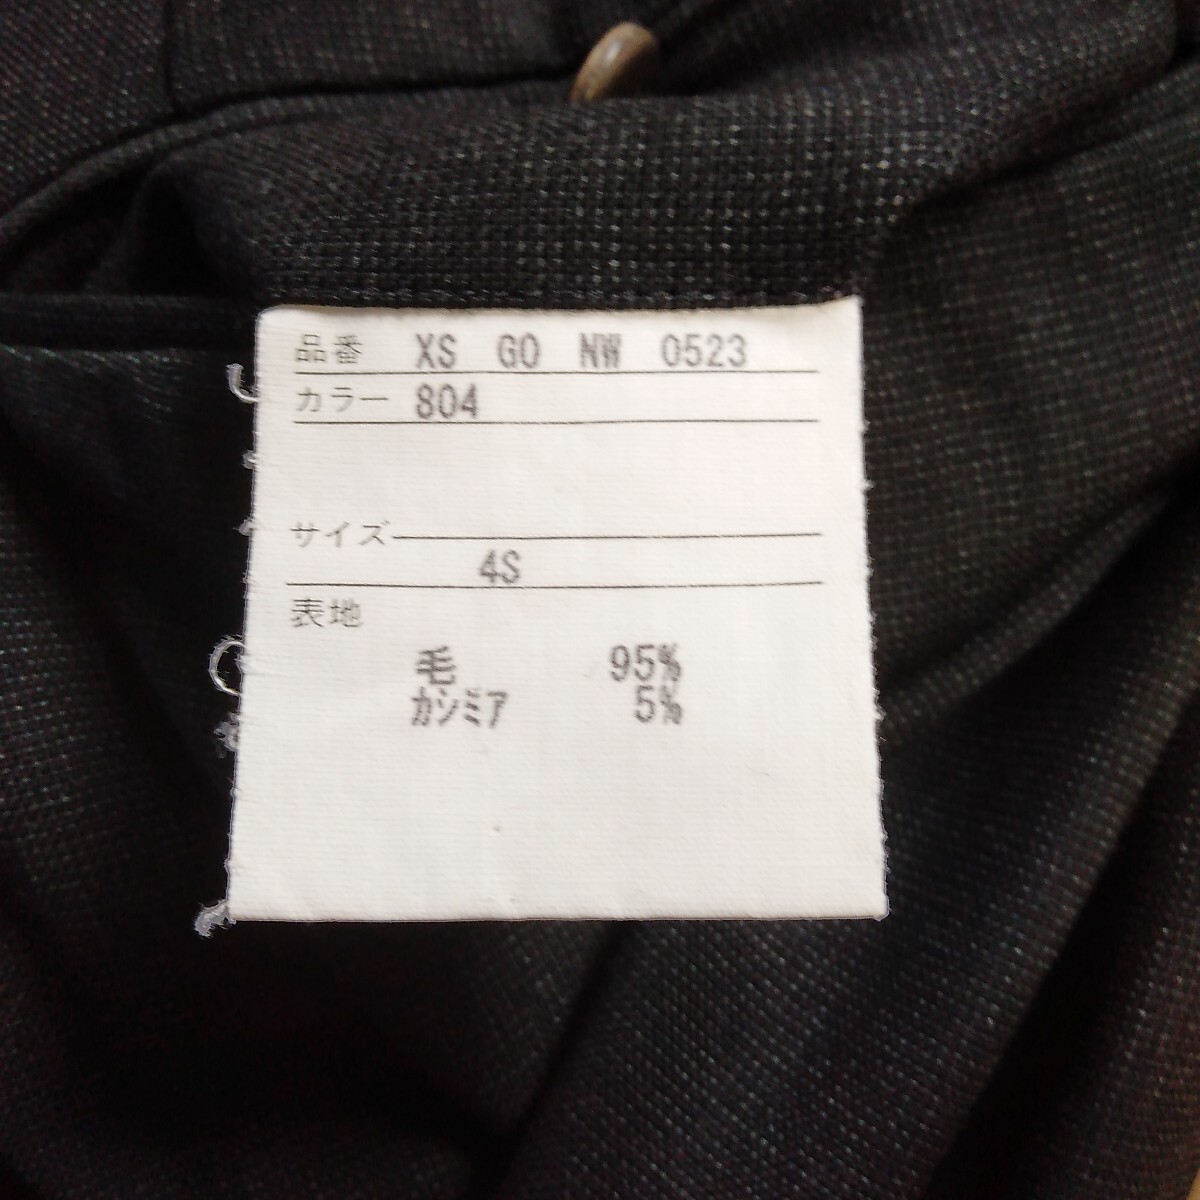 品番 XS GO NW 0523
カラー 804
サイズ
4S
表地
毛 95%
カシミア 5%